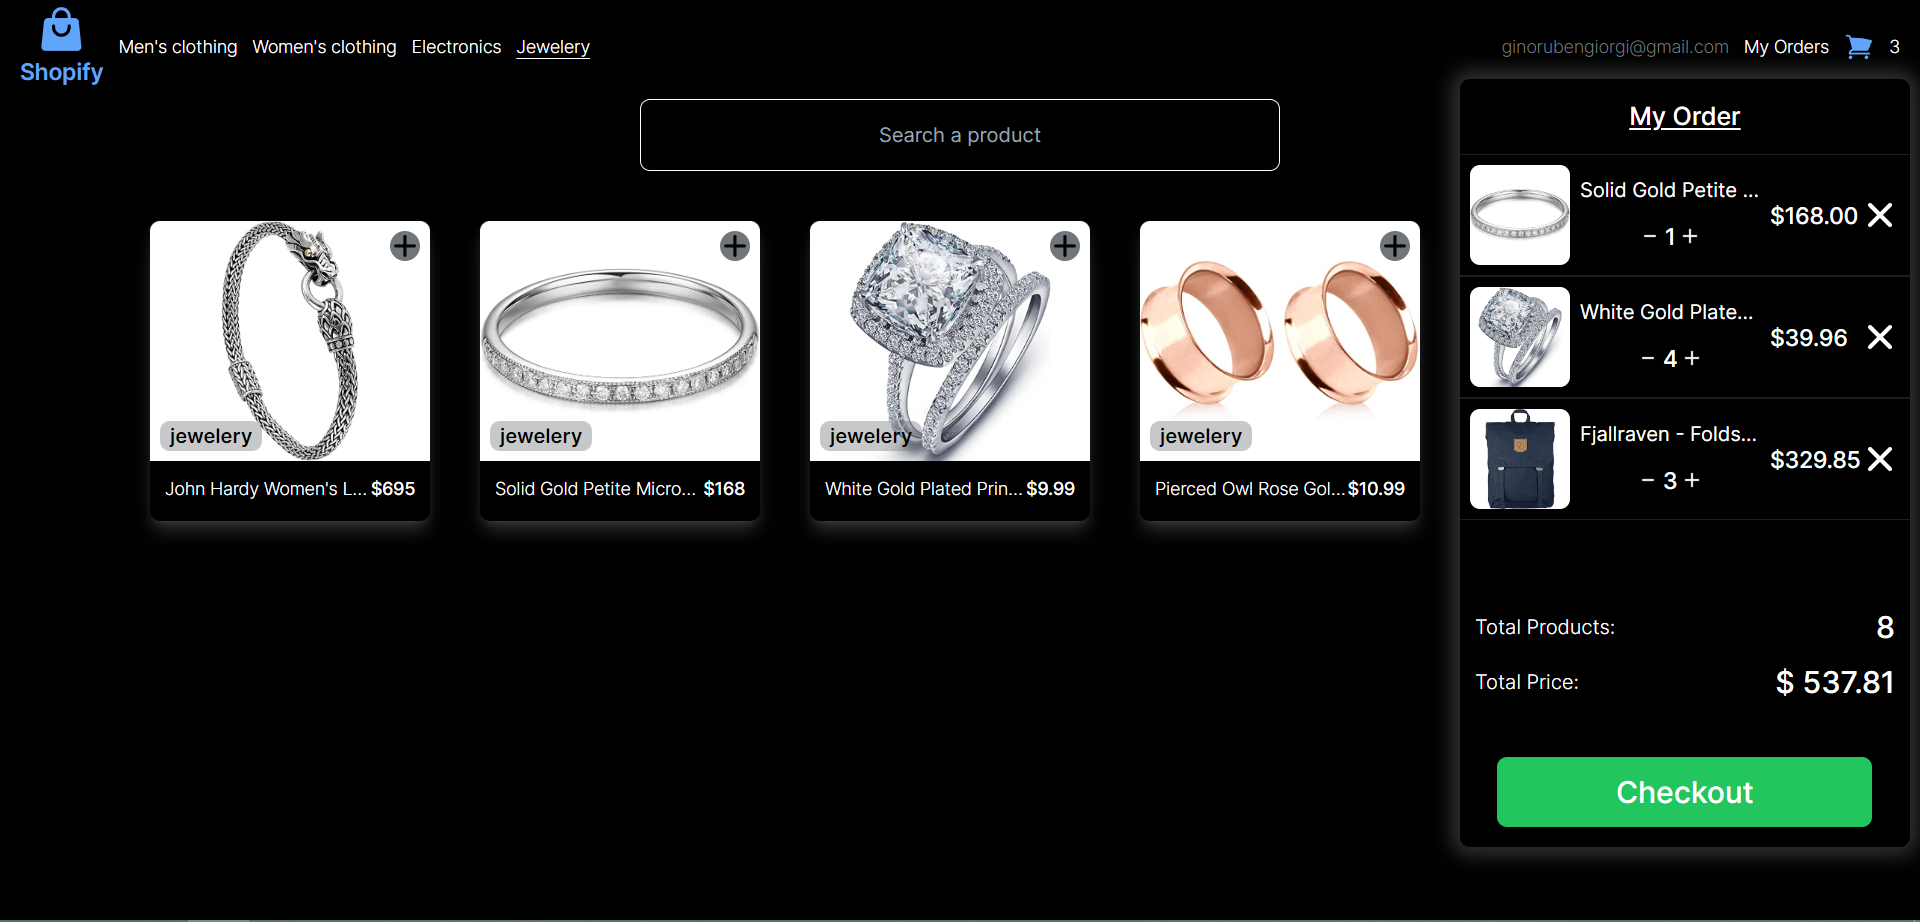 Shopify
Men's clothing
Women's clothing
Electronics
Jewelery
ginorubengiorgi@gmail.com
My Orders
3
Search a product
jewelery
John Hardy Women's L... $695
jewelery
Solid Gold Petite Micro... $168
jewelery
White Gold Plated Prin... $9.99
jewelery
Pierced Owl Rose Gol... $10.99
My Order
Solid Gold Petite ...
− 1 +
$168.00
White Gold Plate...
− 4 +
$39.96
Fjallraven - Folds...
− 3 +
$329.85
Total Products: 8
Total Price: $ 537.81
Checkout